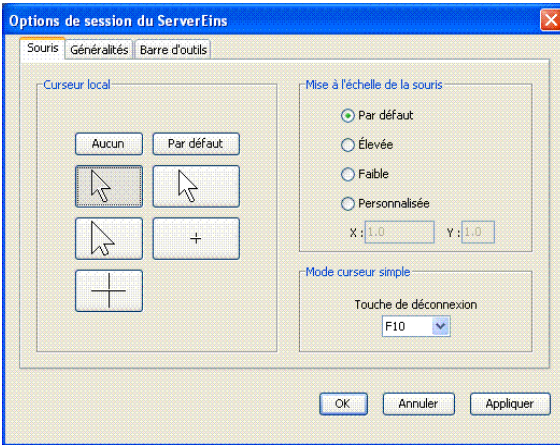 Options de session du ServerEins
Souris Généralités Barre d'outils
Curseur local
Aucun Par défaut
Mise à l'échelle de la souris
Par défaut
Élevée
Faible
Personnalisée
X : 1.0 Y : 1.0
Mode curseur simple
Touche de déconnexion
F10
OK Annuler Appliquer